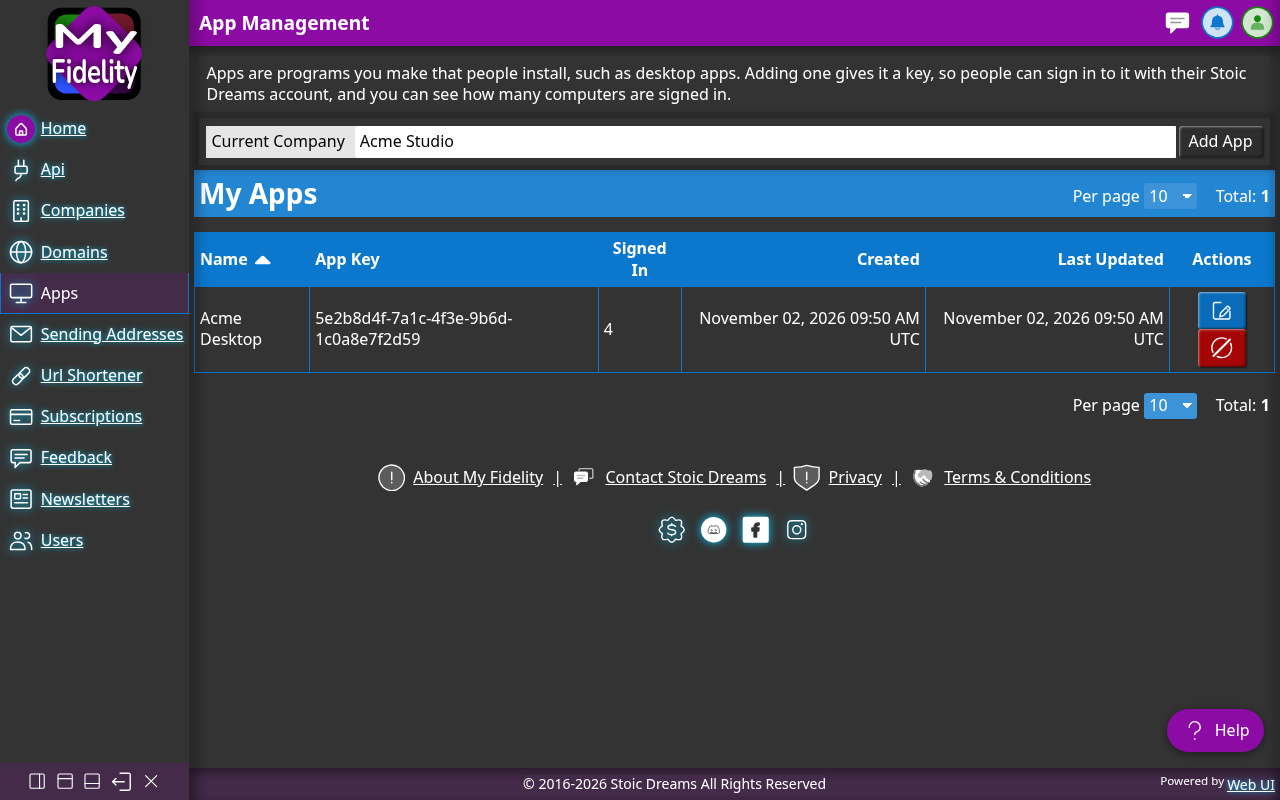 My
Fidelity
Home
Api
Companies
Domains
Apps
Sending Addresses
Url Shortener
Subscriptions
Feedback
Newsletters
Users
App Management
Apps are programs you make that people install, such as desktop apps. Adding one gives it a key, so people can sign in to it with their Stoic
Dreams account, and you can see how many computers are signed in.
Current Company Acme Studio Add App
My Apps Per page 10 Total: 1
Name App Key Signed In Created Last Updated Actions
Acme Desktop 5e2b8d4f-7a1c-4f3e-9b6d-1c0a8e7f2d59 4 November 02, 2026 09:50 AM UTC November 02, 2026 09:50 AM UTC
Per page 10 Total: 1
About My Fidelity | Contact Stoic Dreams | Privacy | Terms & Conditions
Help
© 2016-2026 Stoic Dreams All Rights Reserved Powered by Web UI